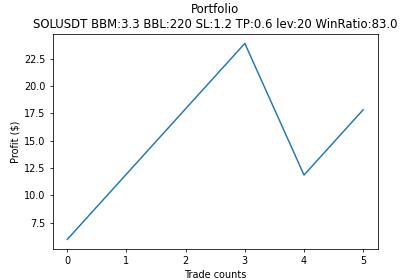 Portfolio
SOLUSDT BBM:3.3 BBL:220 SL:1.2 TP:0.6 lev:20 WinRatio:83.0
22.5
20.0
17.5
15.0
12.5
10.0
7.5
Profit ($)
0 1 2 3 4 5
Trade counts